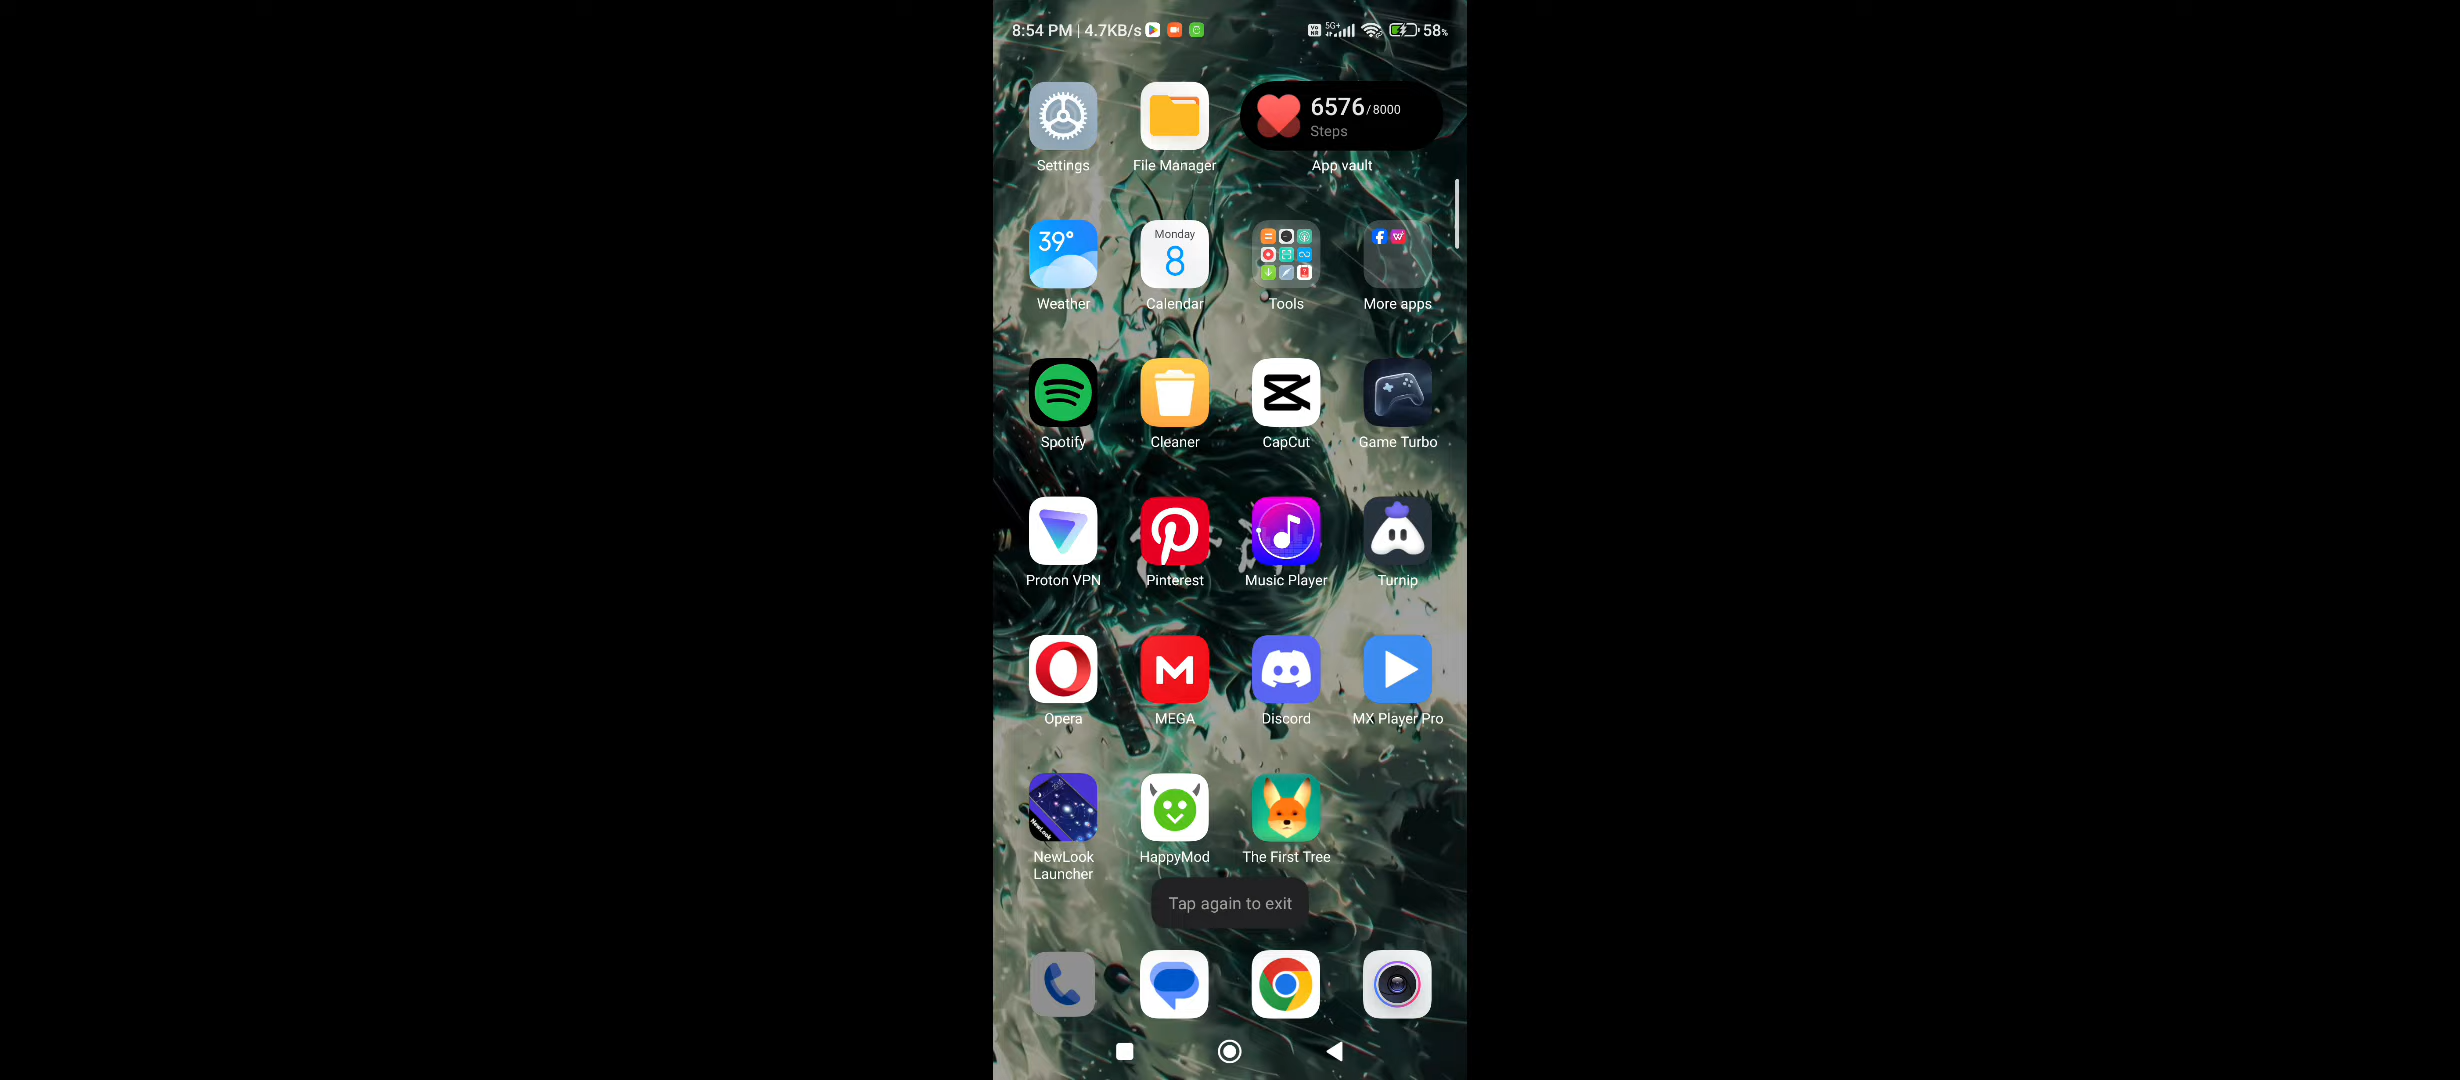 8:54 PM | 4.7KB/s 5G+ 58%
6576/8000
Steps
Settings File Manager App vault
39° Monday
8
Weather Calendar Tools More apps
Spotify Cleaner CapCut Game Turbo
Proton VPN Pinterest Music Player Turnip
Opera MEGA Discord MX Player Pro
NewLook
NewLook Launcher HappyMod The First Tree
Tap again to exit